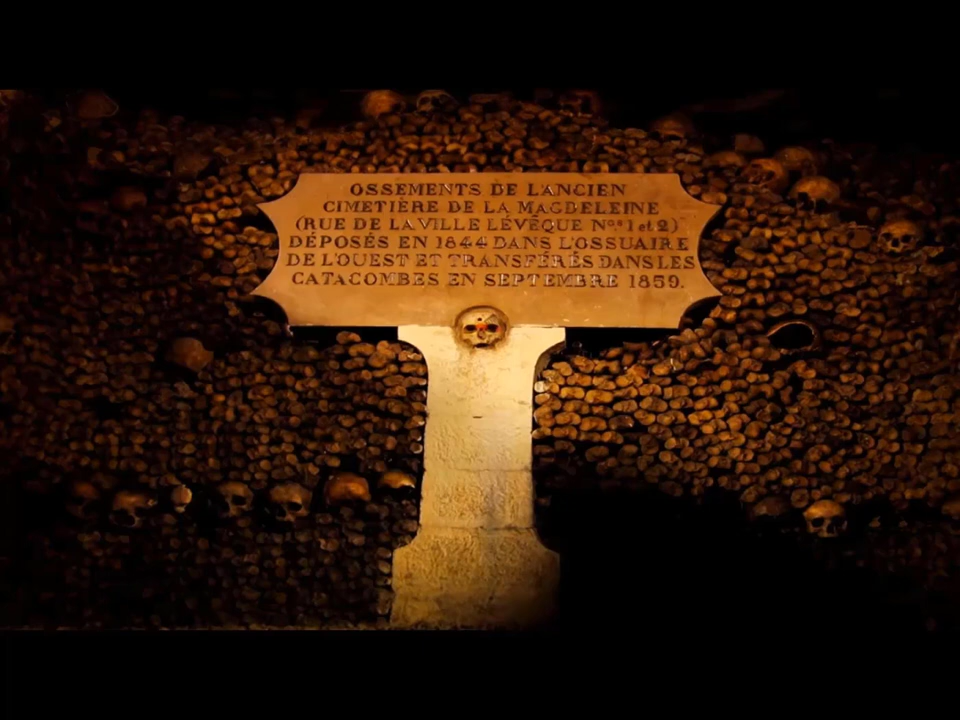 OSSEMENTS DE L'ANCIEN
CIMETIÈRE DE LA MAGDELEINE
(RUE DE LA VILLE LÉVÊQUE Nos 1 et 2)
DÉPOSÉS EN 1844 DANS L'OSSUAIRE
DE L'OUEST ET TRANSFÉRÉS DANS LES
CATACOMBES EN SEPTEMBRE 1859.